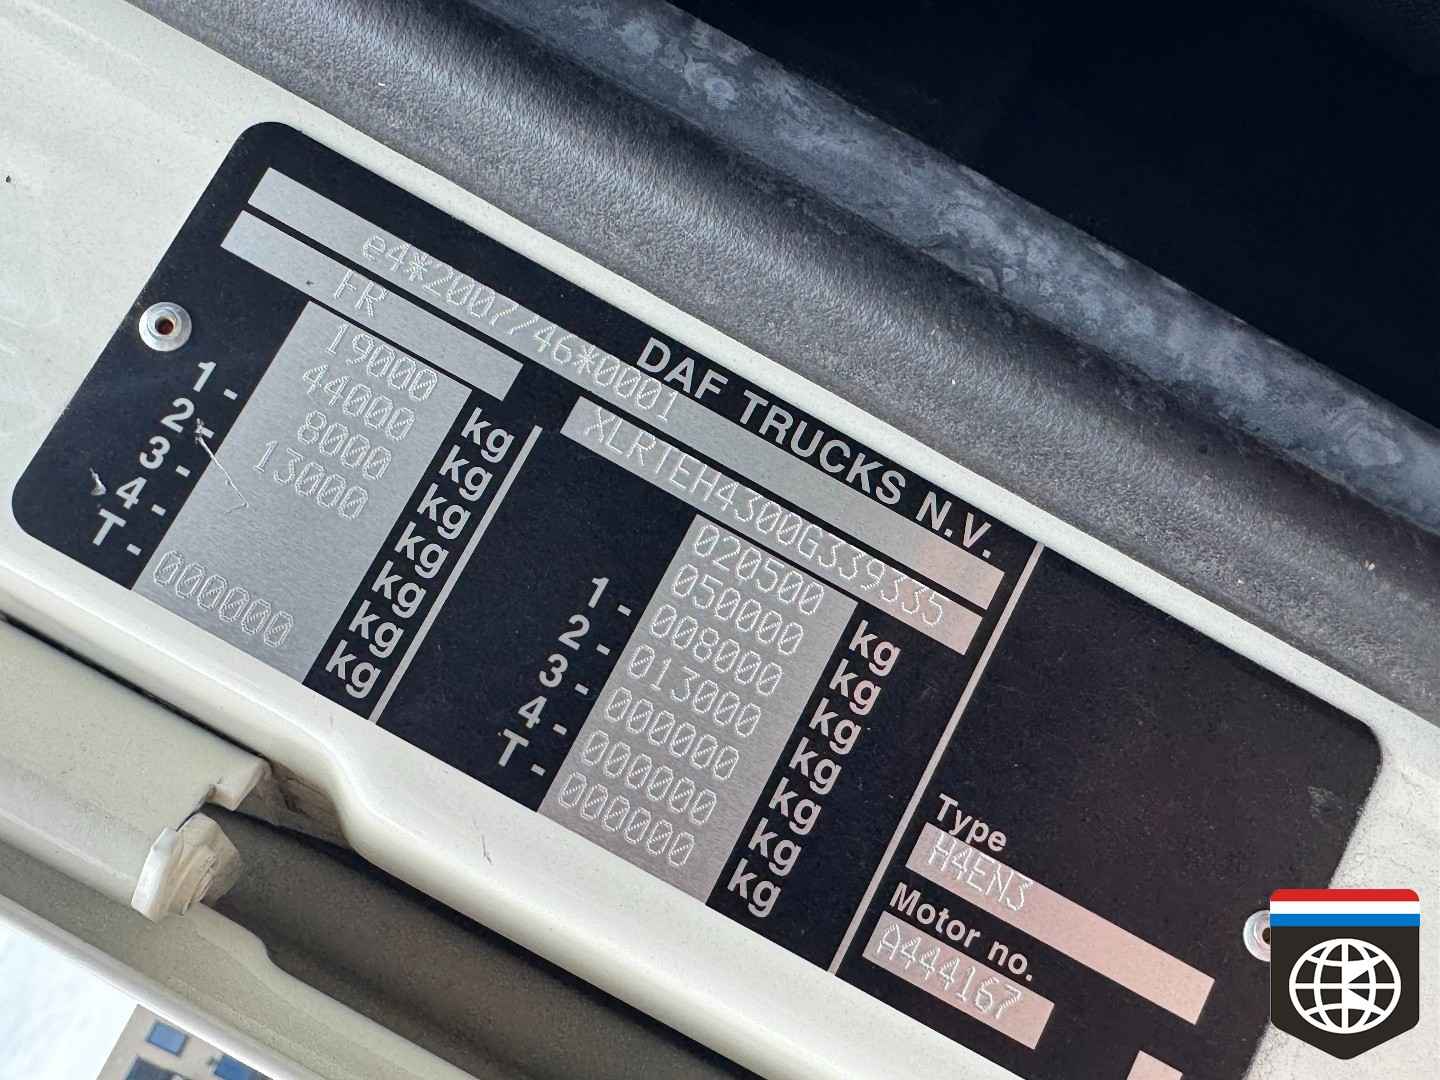 DAF TRUCKS N.V.
e4*2007/46*0001
FR
XLRTEH4300G339335
19000 kg
1- 44000 kg
2- 8000 kg
3- 13000 kg
4- kg
T- kg
000000 kg
020500 kg
050000 kg
1- 008000 kg
2- 013000 kg
3- 000000 kg
4- 000000 kg
T- 000000 kg
Type
H4EN3
Motor no.
A444167